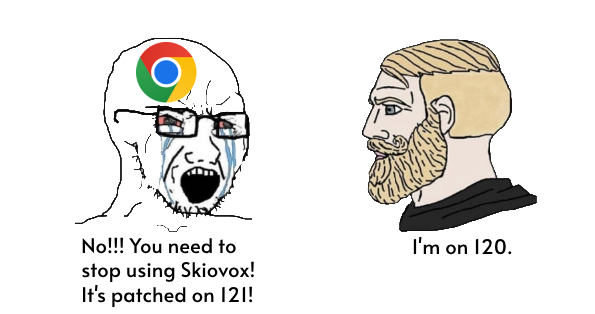 No!!! You need to
stop using Skiovox!
It's patched on 121!
I'm on 120.